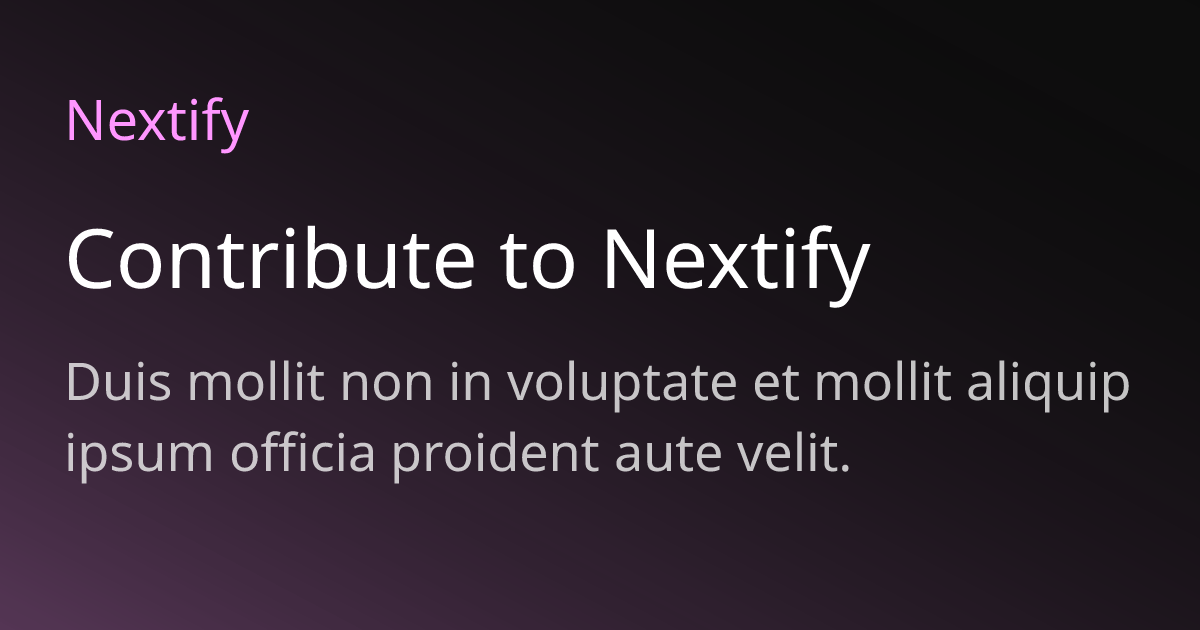 Nextify
Contribute to Nextify
Duis mollit non in voluptate et mollit aliquip
ipsum officia proident aute velit.